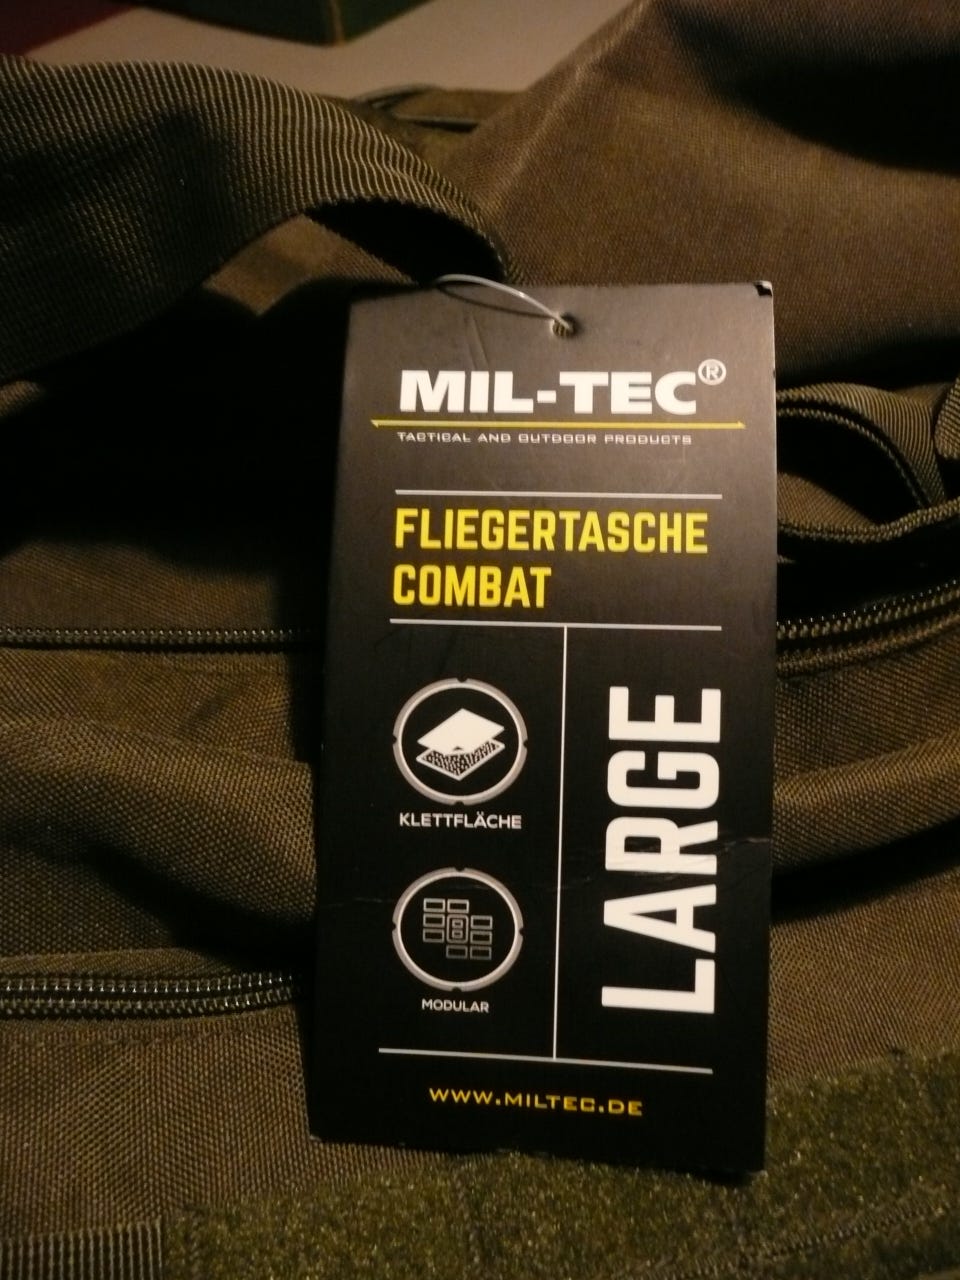 MIL-TEC®
TACTICAL AND OUTDOOR PRODUCTS
FLIEGERTASCHE
COMBAT
KLETTFLÄCHE
MODULAR
LARGE
WWW.MILTEC.DE